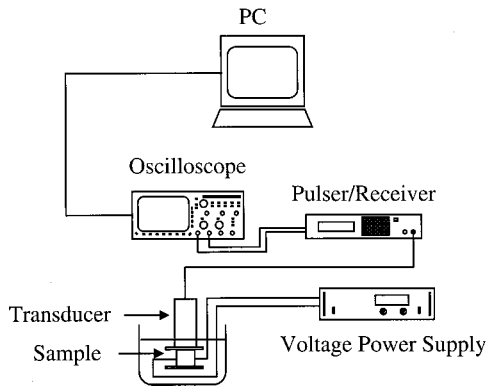 PC
Oscilloscope
Pulser/Receiver
Transducer
Sample
Voltage Power Supply